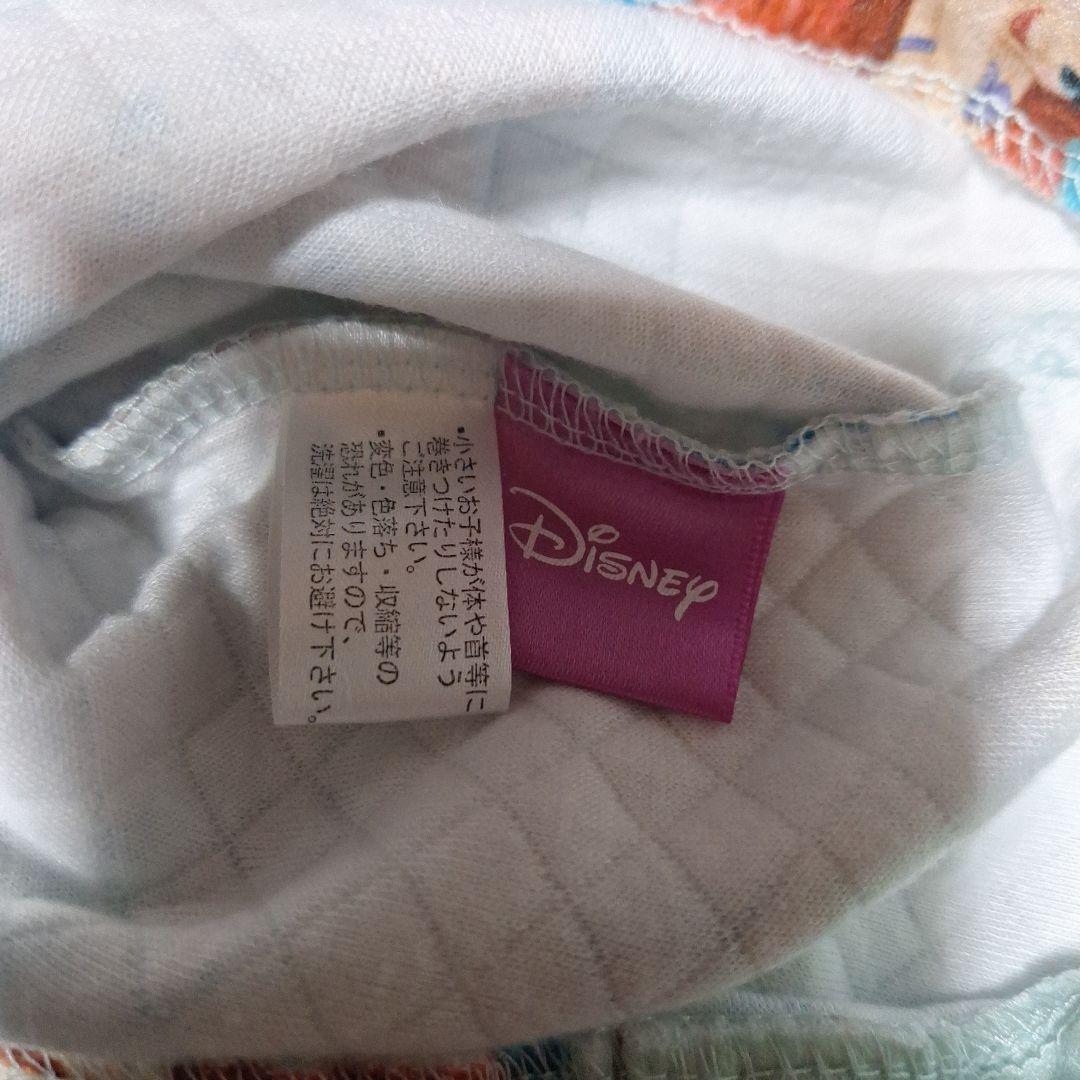 ・小さいお子様が体や首等に
巻きつけたりしないよう
ご注意下さい。
・変色・色落ち・収縮等の
恐れがありますので、
洗濯は絶対にお避け下さい。
Disney